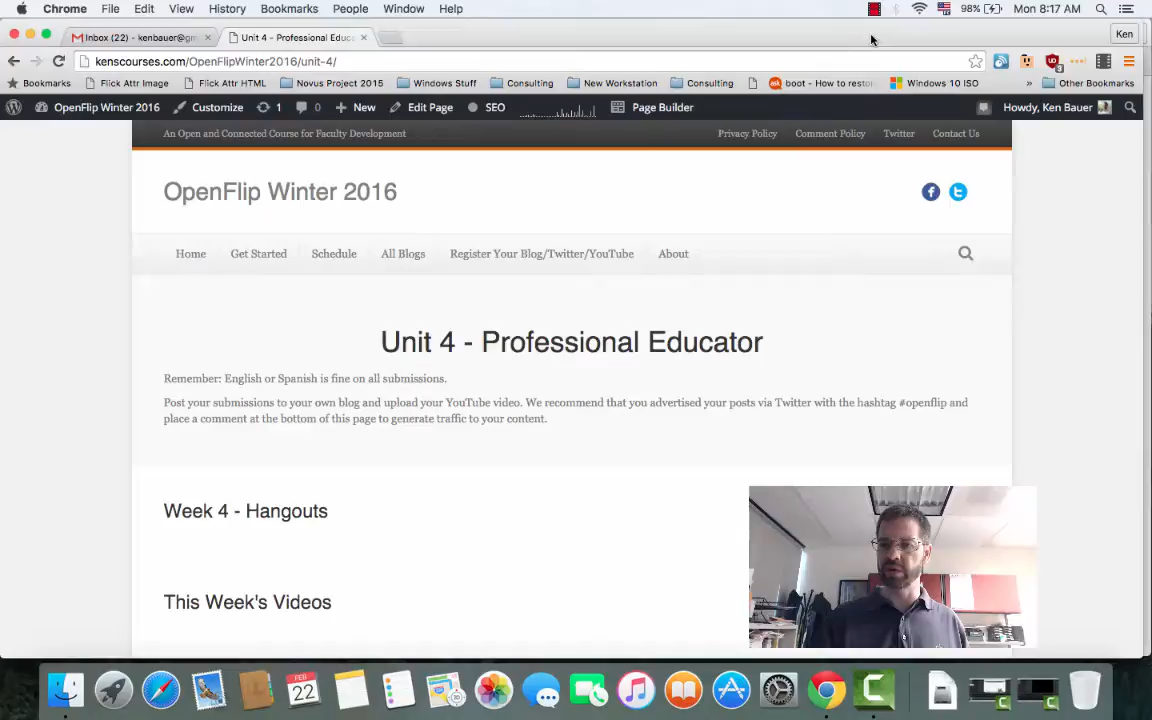 Chrome File Edit View History Bookmarks People Window Help 98% Mon 8:17 AM
Inbox (22) - kenbauer@gm Unit 4 - Professional Educ Ken
kenscourses.com/OpenFlipWinter2016/unit-4/
Bookmarks Flick Attr Image Flick Attr HTML Novus Project 2015 Windows Stuff Consulting New Workstation Consulting boot - How to resto Windows 10 ISO » Other Bookmarks
OpenFlip Winter 2016 Customize 1 0 New Edit Page SEO Page Builder Howdy, Ken Bauer
An Open and Connected Course for Faculty Development Privacy Policy Comment Policy Twitter Contact Us
OpenFlip Winter 2016
Home Get Started Schedule All Blogs Register Your Blog/Twitter/YouTube About
Unit 4 - Professional Educator
Remember: English or Spanish is fine on all submissions.
Post your submissions to your own blog and upload your YouTube video. We recommend that you advertised your posts via Twitter with the hashtag #openflip and
place a comment at the bottom of this page to generate traffic to your content.
Week 4 - Hangouts
This Week's Videos
FEB
22